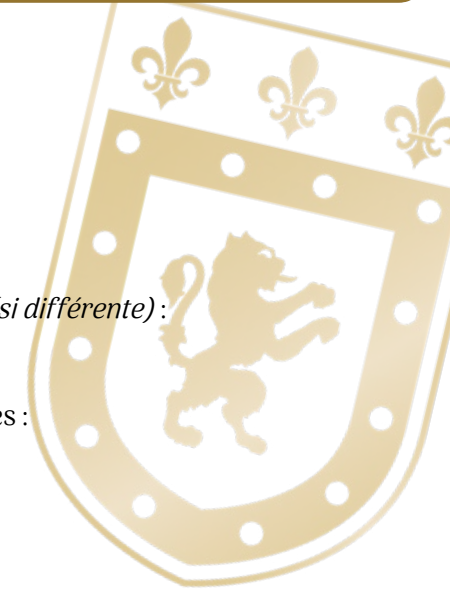 si différente) :
es :